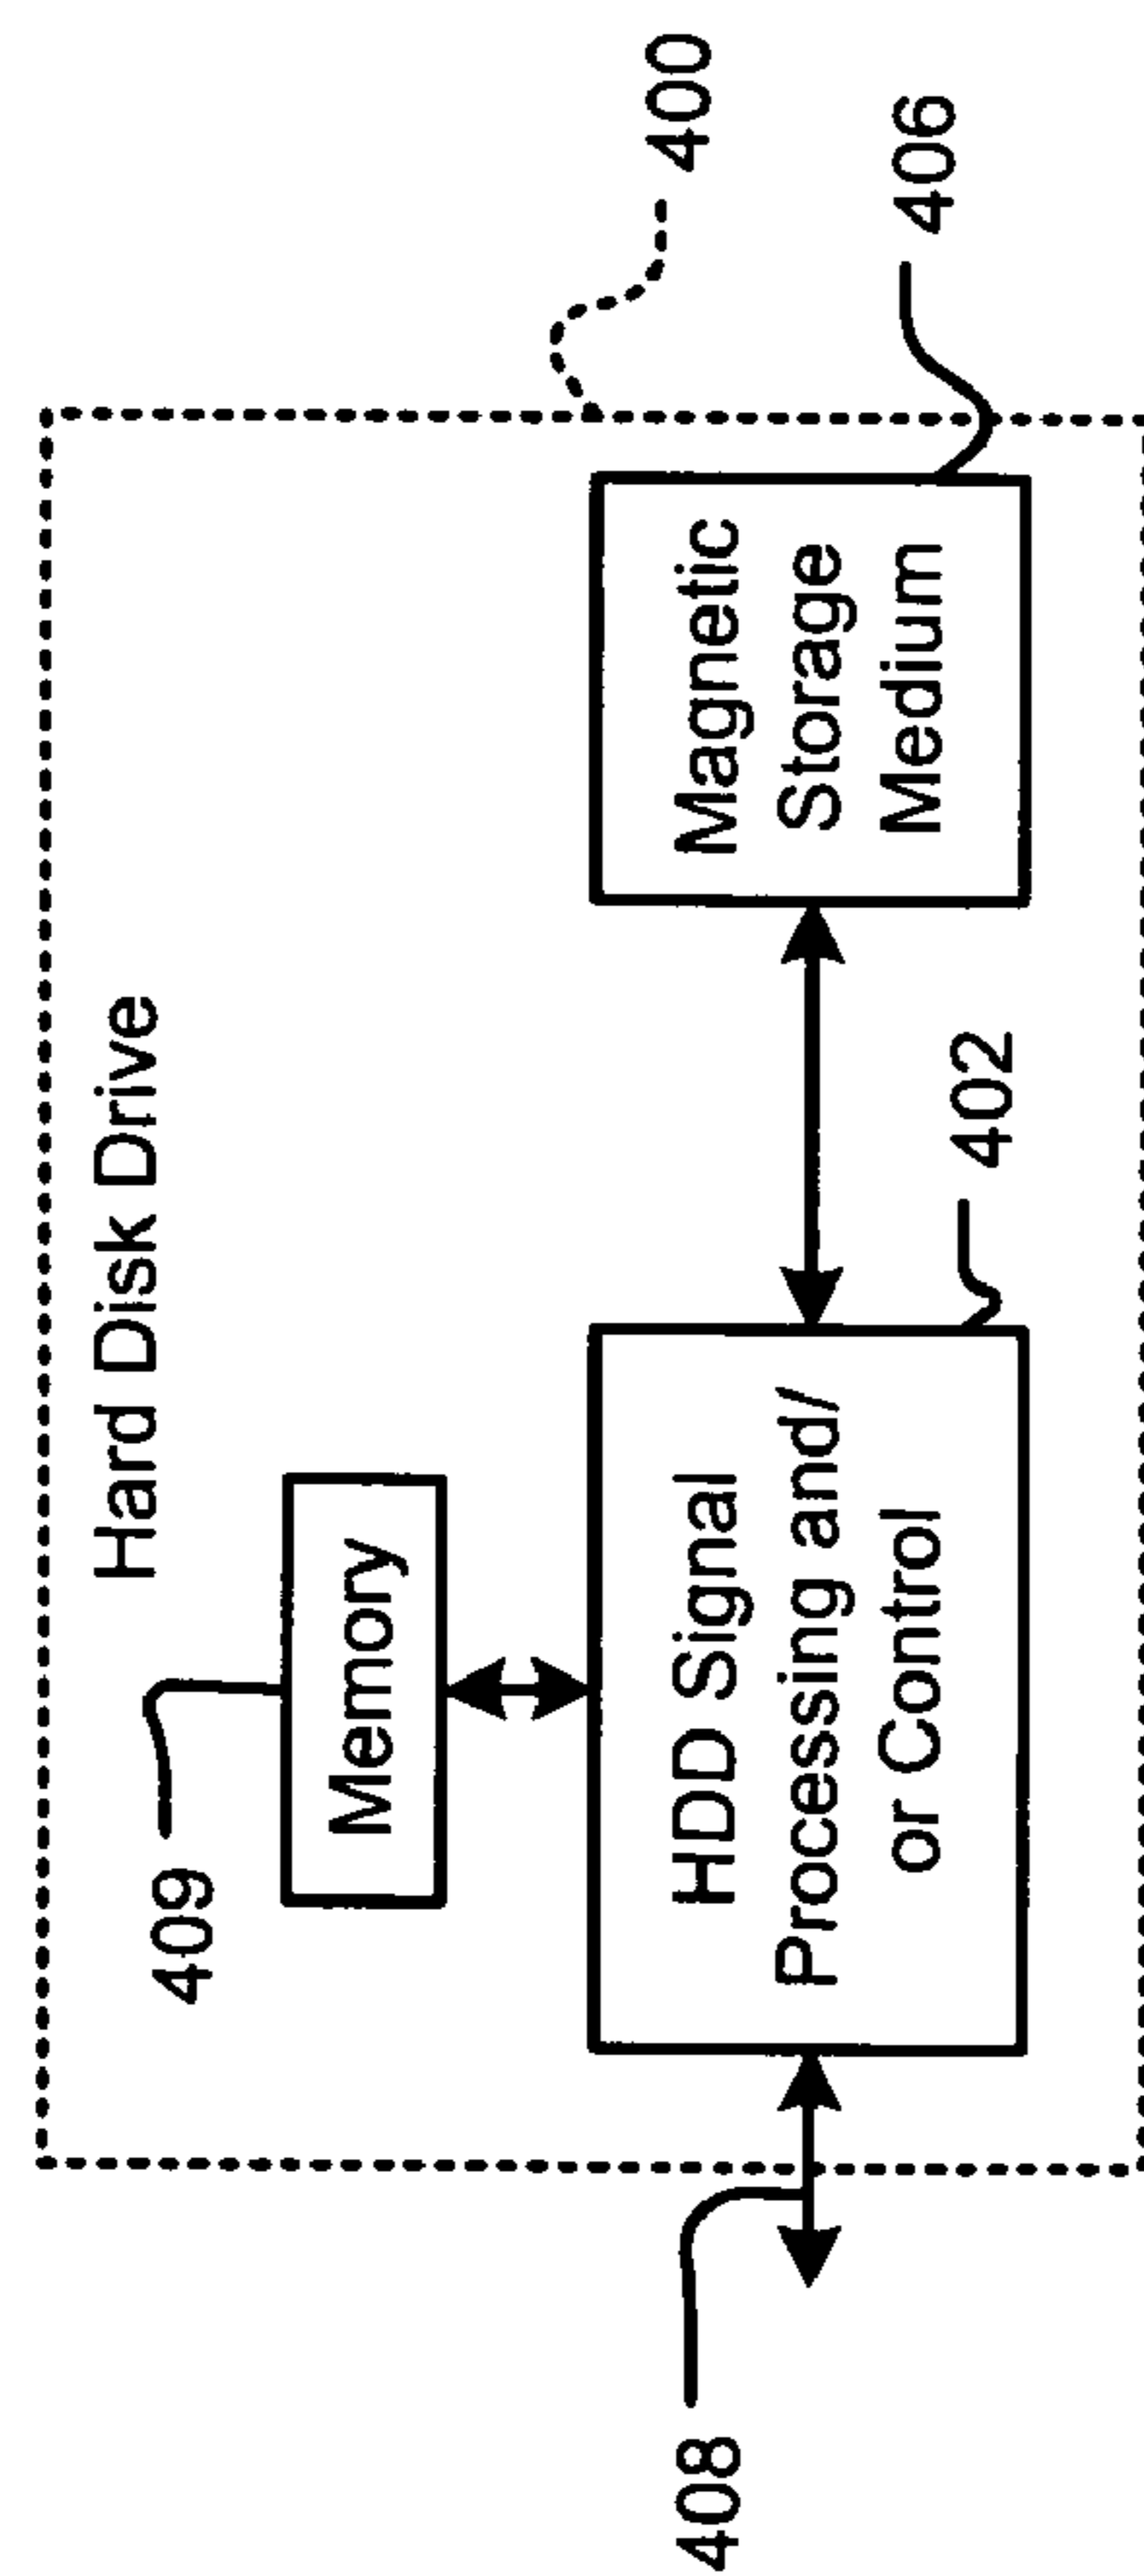 Hard Disk Drive
400
409
Memory
408
HDD Signal
Processing and/
or Control
402
Magnetic
Storage
Medium
406